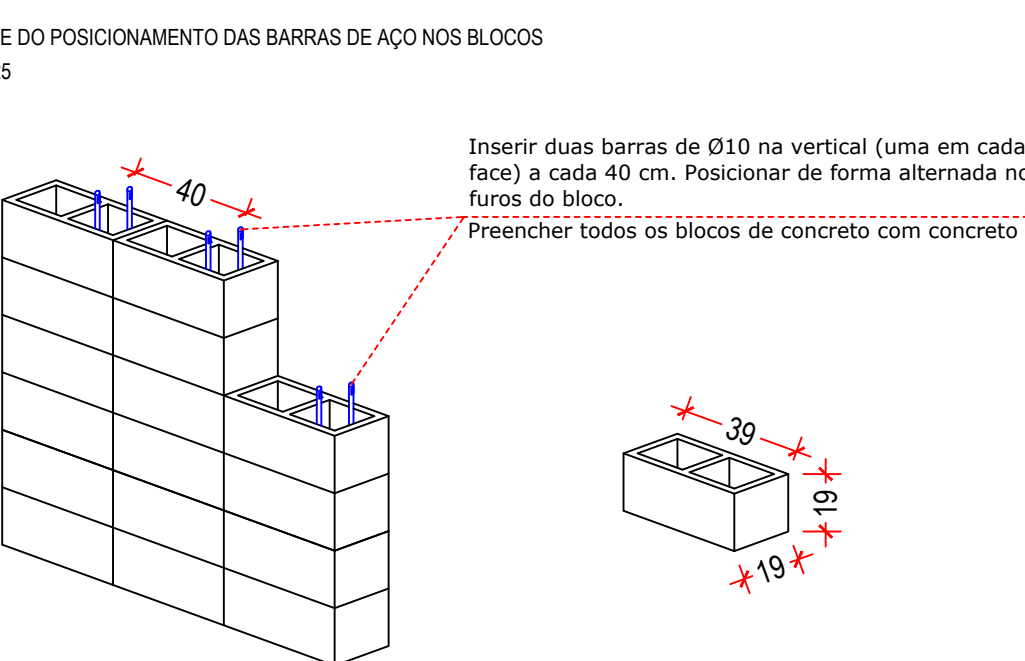 E DO POSICIONAMENTO DAS BARRAS DE AÇO NOS BLOCOS
25
Inserir duas barras de Ø10 na vertical (uma em cada
face) a cada 40 cm. Posicionar de forma alternada
furos do bloco.
Preencher todos os blocos de concreto com concreto
40
39
19
19